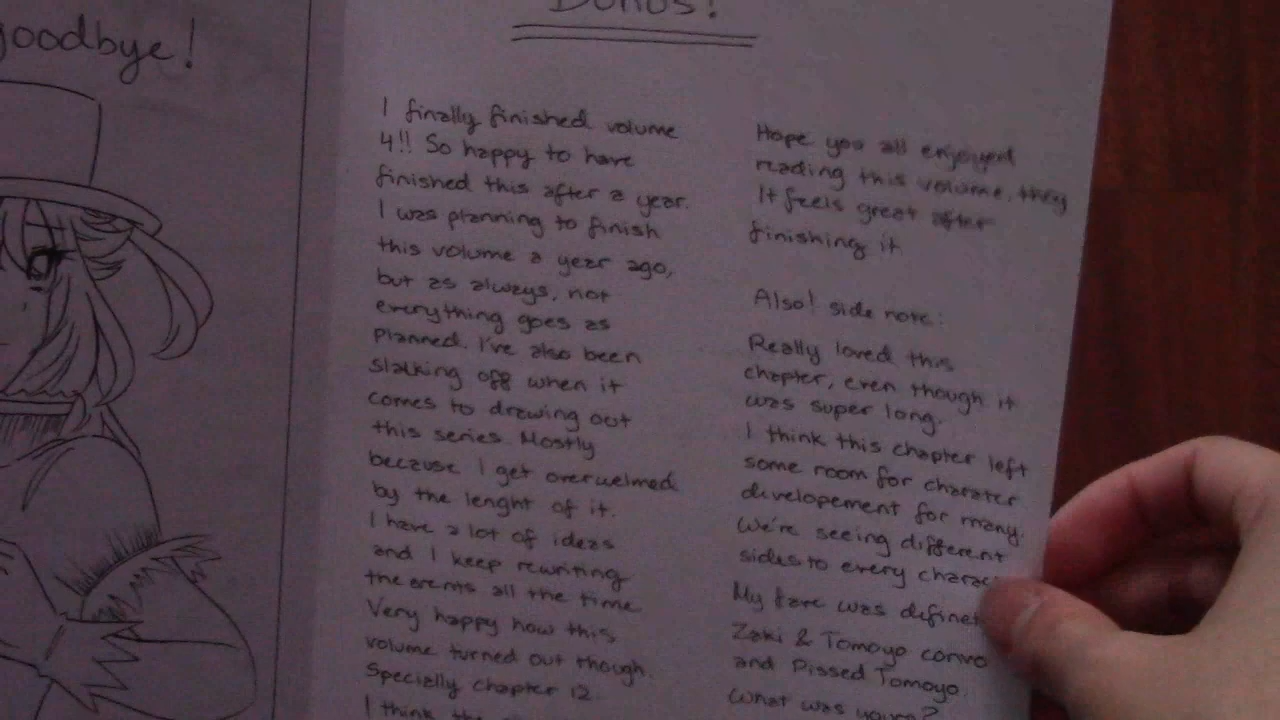 goodbye!
Bonus!
I finally finished volume
4!! So happy to have
finished this after a year.
I was planning to finish
this volume a year ago,
but as always, not
everything goes as
planned. I've also been
slacking off when it
comes to drawing out
this series. Mostly
because I get overwelmed
by the lenght of it.
I have a lot of ideas
and I keep rewriting
the events all the time
Very happy how this
volume turned out though.
Specially chapter 12.
I think
Hope you all enjoyed
reading this volume,
It feels great after
finishing it
Also! side note:
Really loved this
chapter, even though it
was super long.
I think this chapter left
some room for charater
developement for many.
We're seeing different
sides to every charac
My fave was definet
Zaki & Tomoyo convo
and Pissed Tomoyo.
What was yours?